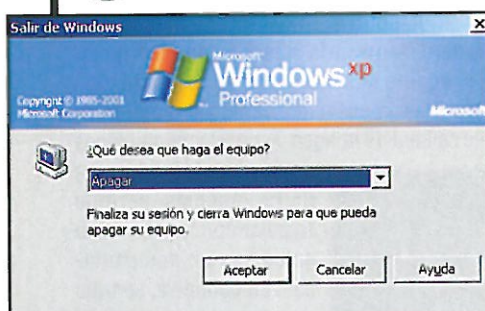 Salir de Windows
Microsoft
Windows xp
Professional
Copyright © 1985-2001
Microsoft Corporation
Microsoft
¿Qué desea que haga el equipo?
Apagar
Finaliza su sesión y cierra Windows para que pueda
apagar su equipo.
Aceptar Cancelar Ayuda